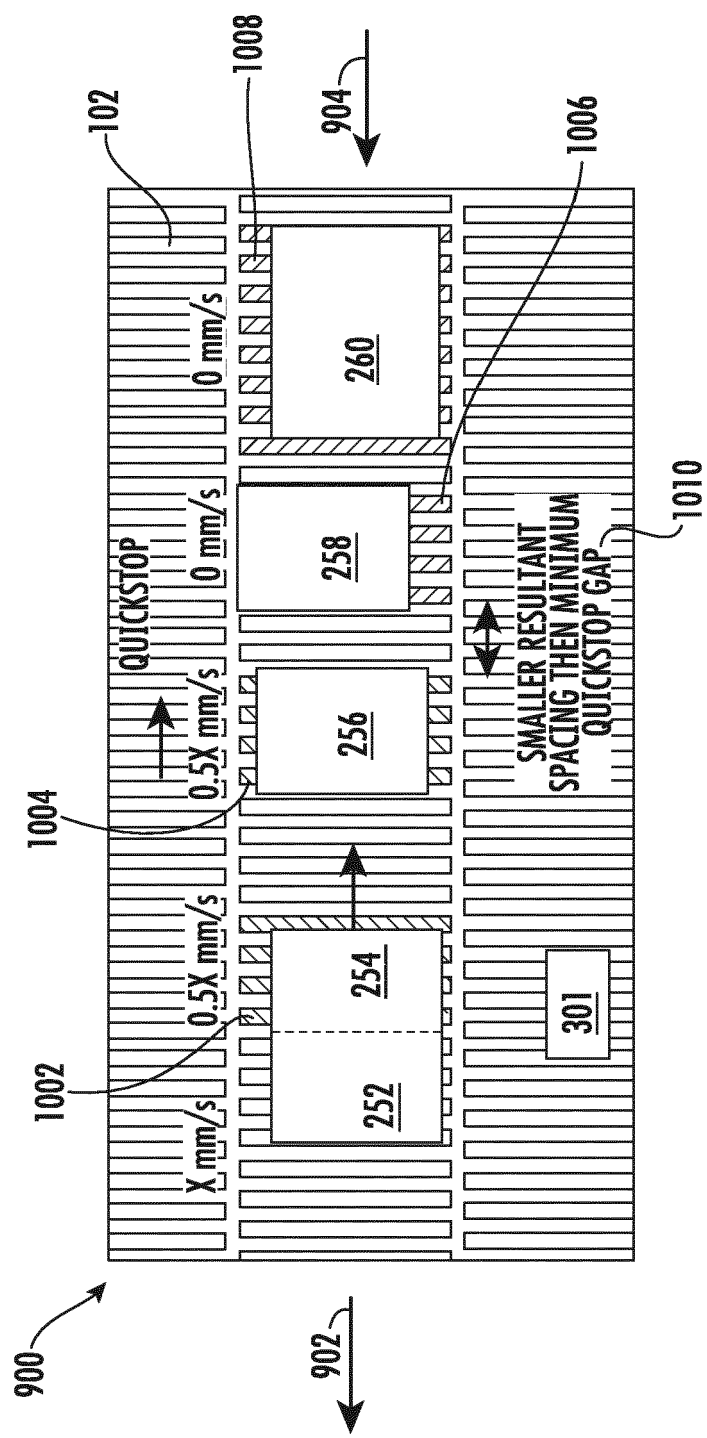 900
1002
1004
102
QUICKSTOP
X mm/s
0.5X mm/s
0.5X mm/s
0 mm/s
0 mm/s
1008
902
904
252
254
256
258
260
1006
301
SMALLER RESULTANT
SPACING THEN MINIMUM
QUICKSTOP GAP
1010